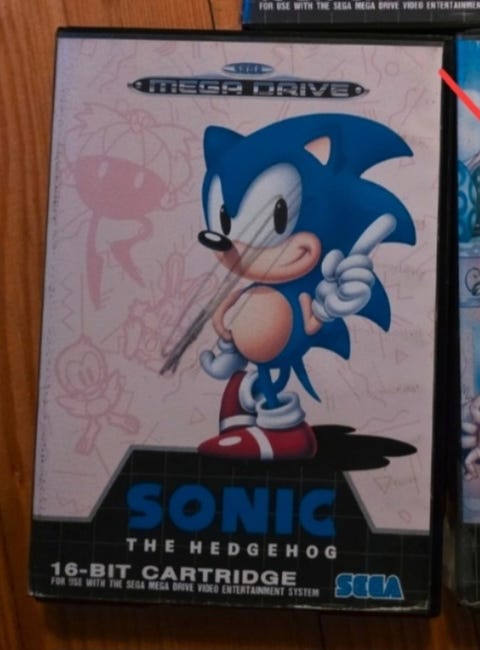 FOR USE WITH THE SEGA MEGA DRIVE VIDEO ENTERTAINMENT
SEGA
MEGA DRIVE
SONIC
THE HEDGEHOG
16-BIT CARTRIDGE
FOR USE WITH THE SEGA MEGA DRIVE VIDEO ENTERTAINMENT SYSTEM
SEGA